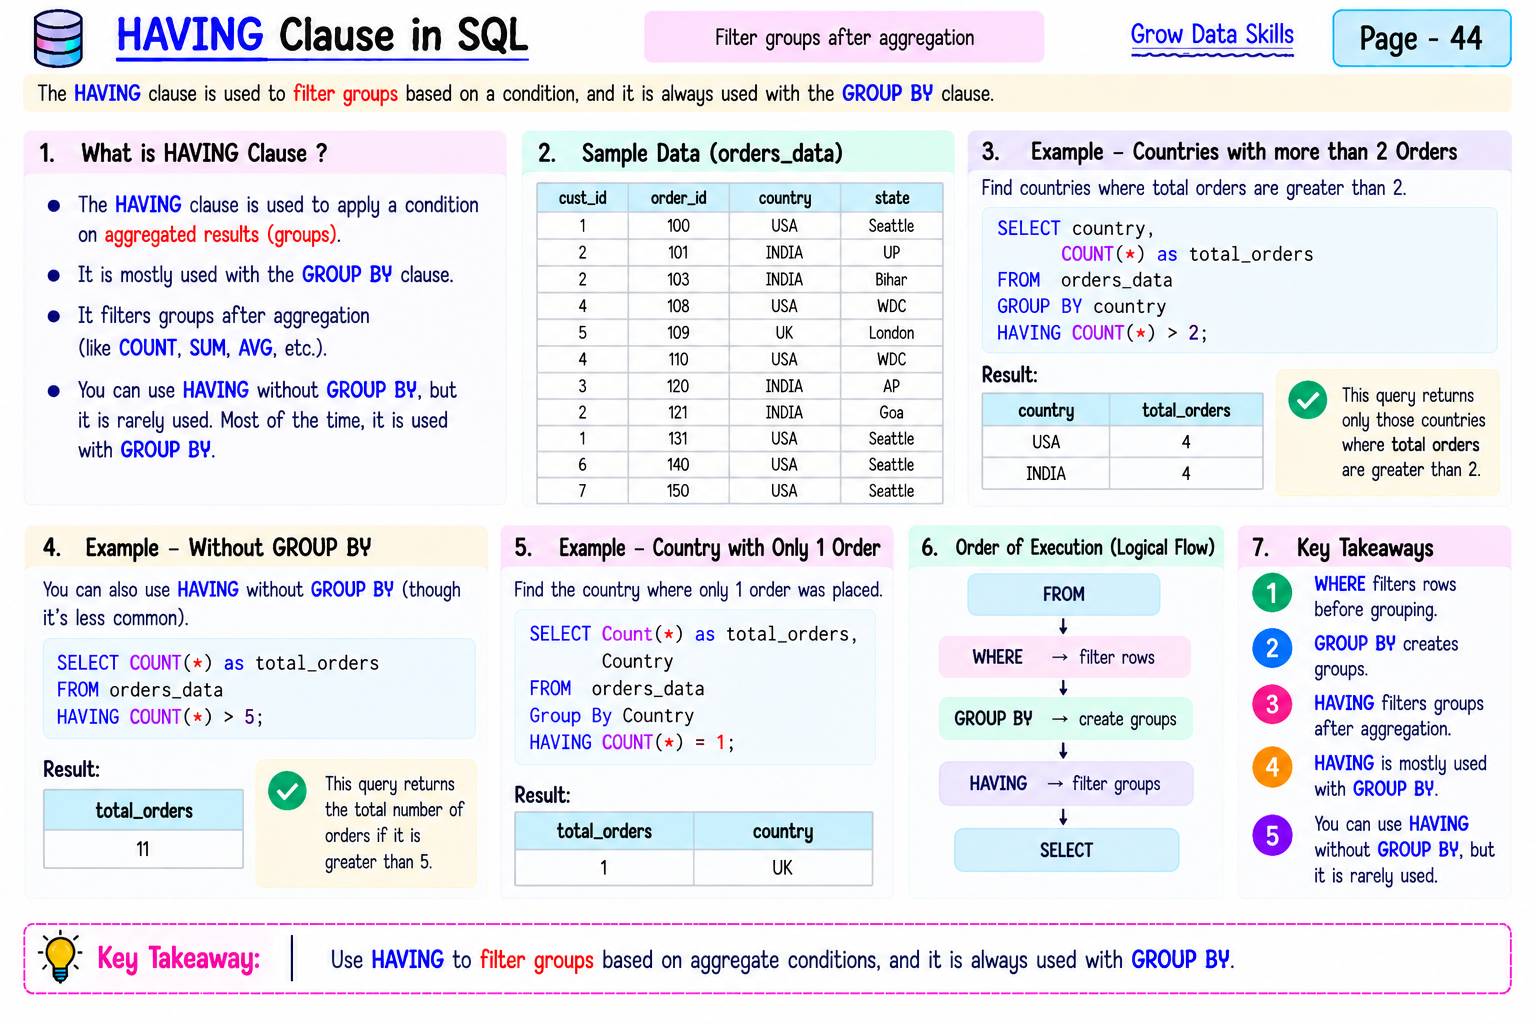 HAVING Clause in SQL
Filter groups after aggregation
Grow Data Skills
Page - 44
The HAVING clause is used to filter groups based on a condition, and it is always used with the GROUP BY clause.
1. What is HAVING Clause ?
● The HAVING clause is used to apply a condition
on aggregated results (groups).
● It is mostly used with the GROUP BY clause.
● It filters groups after aggregation
(like COUNT, SUM, AVG, etc.).
● You can use HAVING without GROUP BY, but
it is rarely used. Most of the time, it is used
with GROUP BY.
2. Sample Data (orders_data)
cust_id order_id country state
1 100 USA Seattle
2 101 INDIA UP
2 103 INDIA Bihar
4 108 USA WDC
5 109 UK London
4 110 USA WDC
3 120 INDIA AP
2 121 INDIA Goa
1 131 USA Seattle
6 140 USA Seattle
7 150 USA Seattle
3. Example – Countries with more than 2 Orders
Find countries where total orders are greater than 2.
SELECT country,
COUNT(*) as total_orders
FROM orders_data
GROUP BY country
HAVING COUNT(*) > 2;
Result:
country total_orders
USA 4
INDIA 4
This query returns
only those countries
where total orders
are greater than 2.
4. Example – Without GROUP BY
You can also use HAVING without GROUP BY (though
it's less common).
SELECT COUNT(*) as total_orders
FROM orders_data
HAVING COUNT(*) > 5;
Result:
total_orders
11
This query returns
the total number of
orders if it is
greater than 5.
5. Example – Country with Only 1 Order
Find the country where only 1 order was placed.
SELECT Count(*) as total_orders,
Country
FROM orders_data
Group By Country
HAVING COUNT(*) = 1;
Result:
total_orders country
1 UK
6. Order of Execution (Logical Flow)
FROM
↓
WHERE → filter rows
↓
GROUP BY → create groups
↓
HAVING → filter groups
↓
SELECT
7. Key Takeaways
1 WHERE filters rows
before grouping.
2 GROUP BY creates
groups.
3 HAVING filters groups
after aggregation.
4 HAVING is mostly used
with GROUP BY.
5 You can use HAVING
without GROUP BY, but
it is rarely used.
Key Takeaway:
Use HAVING to filter groups based on aggregate conditions, and it is always used with GROUP BY.